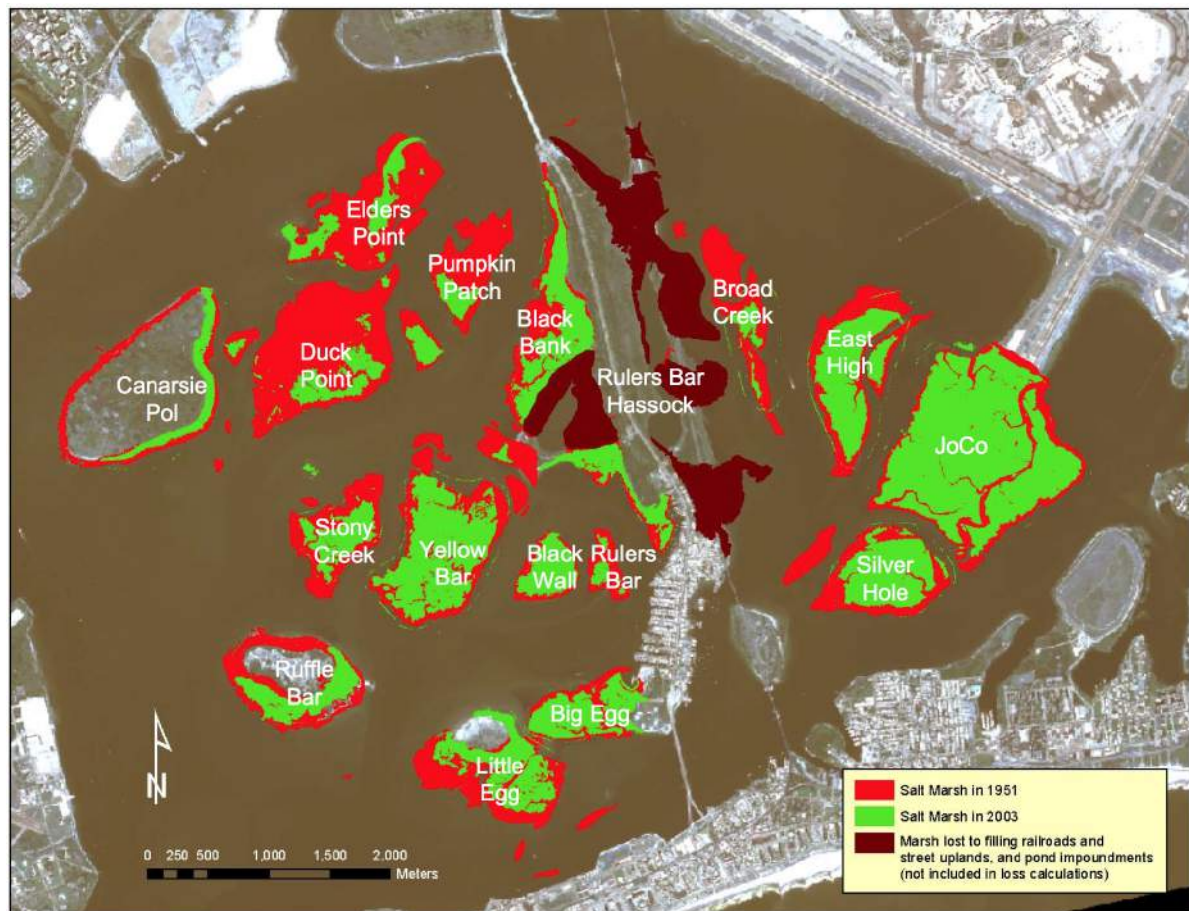 Elders
Point
Pumpkin
Patch
Broad
Creek
Black
Bank
East
High
Duck
Point
Canarsie
Pol
Rulers Bar
Hassock
JoCo
Stony
Creek
Yellow
Bar
Black
Wall
Rulers
Bar
Silver
Hole
Ruffle
Bar
Big Egg
Little
Egg
N
0 250 500 1,000 1,500 2,000
Meters
Salt Marsh in 1951
Salt Marsh in 2003
Marsh lost to filling railroads and
street uplands, and pond impoundments
(not included in loss calculations)